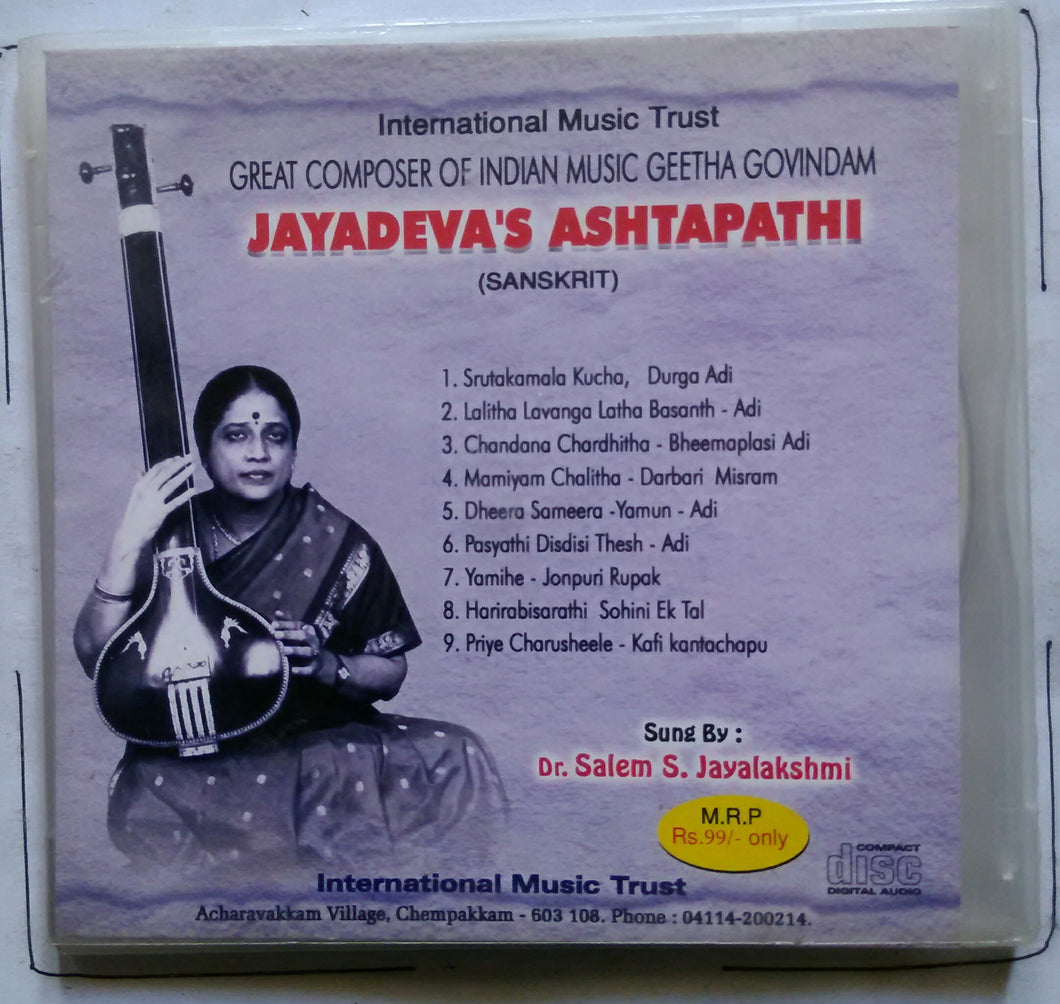 International Music Trust
GREAT COMPOSER OF INDIAN MUSIC GEETHA GOVINDAM
JAYADEVA'S ASHTAPATHI
(SANSKRIT)
1. Srutakamala Kucha, Durga Adi
2. Lalitha Lavanga Latha Basanth - Adi
3. Chandana Chardhitha - Bheemaplasi Adi
4. Mamiyam Chalitha - Darbari Misram
5. Dheera Sameera -Yamun - Adi
6. Pasyathi Disdisi Thesh - Adi
7. Yamihe - Jonpuri Rupak
8. Harirabisarathi Sohini Ek Tal
9. Priye Charusheele - Kafi kantachapu
Sung By :
Dr. Salem S. Jayalakshmi
M.R.P
Rs.99/- only
COMPACT
disc
DIGITAL AUDIO
International Music Trust
Acharavakkam Village, Chempakkam - 603 108. Phone : 04114-200214.